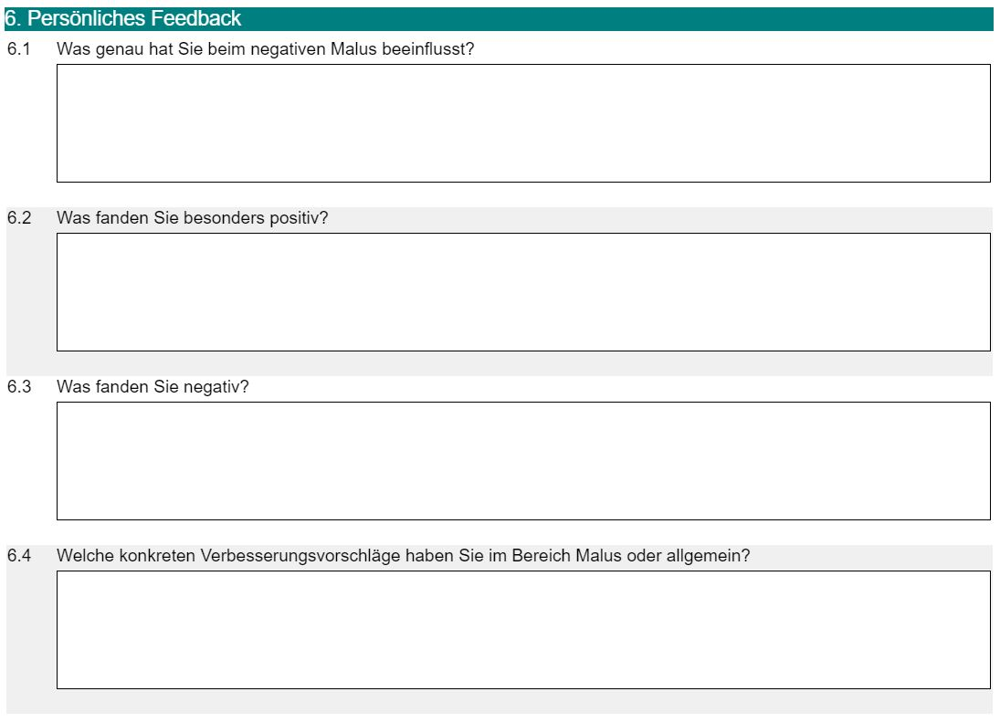 6. Persönliches Feedback
6.1 Was genau hat Sie beim negativen Malus beeinflusst?
6.2 Was fanden Sie besonders positiv?
6.3 Was fanden Sie negativ?
6.4 Welche konkreten Verbesserungsvorschläge haben Sie im Bereich Malus oder allgemein?